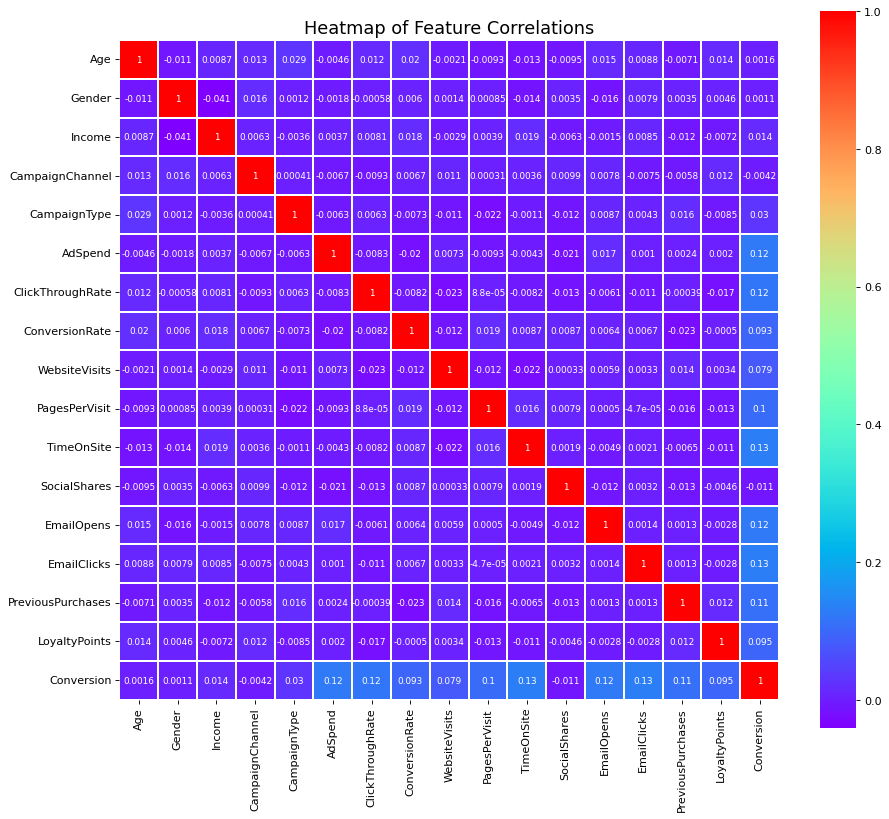 Heatmap of Feature Correlations
Age 1 -0.011 0.0087 0.013 0.029 -0.0046 0.012 0.02 -0.0021 -0.0093 -0.013 -0.0095 0.015 0.0088 -0.0071 0.014 0.0016
Gender -0.011 1 -0.041 0.016 0.0012 -0.0018 -0.00058 0.006 0.0014 0.00085 -0.014 0.0035 -0.016 0.0079 0.0035 0.0046 0.0011
Income 0.0087 -0.041 1 0.0063 -0.0036 0.0037 0.0081 0.018 -0.0029 0.0039 0.019 -0.0063 -0.0015 0.0085 -0.012 -0.0072 0.014
CampaignChannel 0.013 0.016 0.0063 1 0.00041 -0.0067 -0.0093 0.0067 0.011 0.00031 0.0036 0.0099 0.0078 -0.0075 -0.0058 0.012 -0.0042
CampaignType 0.029 0.0012 -0.0036 0.00041 1 -0.0063 0.0063 -0.0073 -0.011 -0.022 -0.0011 -0.012 0.0087 0.0043 0.016 -0.0085 0.03
AdSpend -0.0046 -0.0018 0.0037 -0.0067 -0.0063 1 -0.0083 -0.02 0.0073 -0.0093 -0.0043 -0.021 0.017 0.001 0.0024 0.002 0.12
ClickThroughRate 0.012 -0.00058 0.0081 -0.0093 0.0063 -0.0083 1 -0.0082 -0.023 8.8e-05 -0.0082 -0.013 -0.0061 -0.011 -0.00039 -0.017 0.12
ConversionRate 0.02 0.006 0.018 0.0067 -0.0073 -0.02 -0.0082 1 -0.012 0.019 0.0087 0.0087 0.0064 0.0067 -0.023 -0.0005 0.093
WebsiteVisits -0.0021 0.0014 -0.0029 0.011 -0.011 0.0073 -0.023 -0.012 1 -0.012 -0.022 0.00033 0.0059 0.0033 0.014 0.0034 0.079
PagesPerVisit -0.0093 0.00085 0.0039 0.00031 -0.022 -0.0093 8.8e-05 0.019 -0.012 1 0.016 0.0079 0.0005 -4.7e-05 -0.016 -0.013 0.1
TimeOnSite -0.013 -0.014 0.019 0.0036 -0.0011 -0.0043 -0.0082 0.0087 -0.022 0.016 1 0.0019 -0.0049 0.0021 -0.0065 -0.011 0.13
SocialShares -0.0095 0.0035 -0.0063 0.0099 -0.012 -0.021 -0.013 0.0087 0.00033 0.0079 0.0019 1 -0.012 0.0032 -0.013 -0.0046 -0.011
EmailOpens 0.015 -0.016 -0.0015 0.0078 0.0087 0.017 -0.0061 0.0064 0.0059 0.0005 -0.0049 -0.012 1 0.0014 0.0013 -0.0028 0.12
EmailClicks 0.0088 0.0079 0.0085 -0.0075 0.0043 0.001 -0.011 0.0067 0.0033 -4.7e-05 0.0021 0.0032 0.0014 1 0.0013 -0.0028 0.13
PreviousPurchases -0.0071 0.0035 -0.012 -0.0058 0.016 0.0024 -0.00039 -0.023 0.014 -0.016 -0.0065 -0.013 0.0013 0.0013 1 0.012 0.11
LoyaltyPoints 0.014 0.0046 -0.0072 0.012 -0.0085 0.002 -0.017 -0.0005 0.0034 -0.013 -0.011 -0.0046 -0.0028 -0.0028 0.012 1 0.095
Conversion 0.0016 0.0011 0.014 -0.0042 0.03 0.12 0.12 0.093 0.079 0.1 0.13 -0.011 0.12 0.13 0.11 0.095 1
Age
Gender
Income
CampaignChannel
CampaignType
AdSpend
ClickThroughRate
ConversionRate
WebsiteVisits
PagesPerVisit
TimeOnSite
SocialShares
EmailOpens
EmailClicks
PreviousPurchases
LoyaltyPoints
Conversion
1.0
0.8
0.6
0.4
0.2
0.0